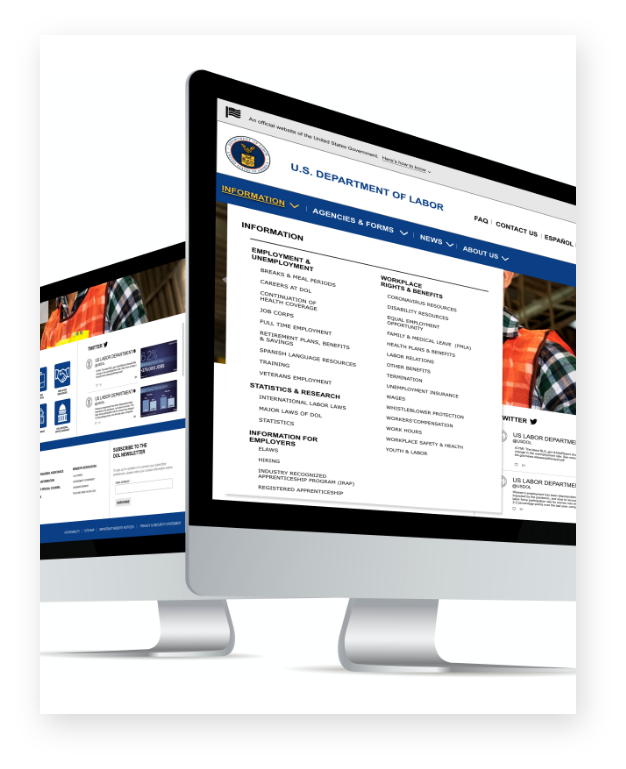 An official website of the United States Government. Here's how to know
U.S. DEPARTMENT OF LABOR
FAQ | CONTACT US | ESPAÑOL
INFORMATION | AGENCIES & FORMS | NEWS | ABOUT US
INFORMATION
EMPLOYMENT &
UNEMPLOYMENT
BREAKS & MEAL PERIODS
CAREERS AT DOL
CONTINUATION OF
HEALTH COVERAGE
JOB CORPS
FULL TIME EMPLOYMENT
RETIREMENT PLANS, BENEFITS
& SAVINGS
SPANISH LANGUAGE RESOURCES
TRAINING
VETERANS EMPLOYMENT
STATISTICS & RESEARCH
INTERNATIONAL LABOR LAWS
MAJOR LAWS OF DOL
STATISTICS
INFORMATION FOR
EMPLOYERS
ELAWS
HIRING
INDUSTRY RECOGNIZED
APPRENTICESHIP PROGRAM (IRAP)
REGISTERED APPRENTICESHIP
WORKPLACE
RIGHTS & BENEFITS
CORONAVIRUS RESOURCES
DISABILITY RESOURCES
EQUAL EMPLOYMENT
OPPORTUNITY
FAMILY & MEDICAL LEAVE (FMLA)
HEALTH PLANS & BENEFITS
LABOR RELATIONS
OTHER BENEFITS
TERMINATION
UNEMPLOYMENT INSURANCE
WAGES
WHISTLEBLOWER PROTECTION
WORKERS'COMPENSATION
WORK HOURS
WORKPLACE SAFETY & HEALTH
YOUTH & LABOR
WITTER
US LABOR DEPARTME
@USDOL
US LABOR DEPARTME
@USDOL
TWITTER
US LABOR DEPARTMENT
@USDOL
US LABOR DEPARTMENT
@USDOL
SUBSCRIBE TO THE
DOL NEWSLETTER
SUBSCRIBE